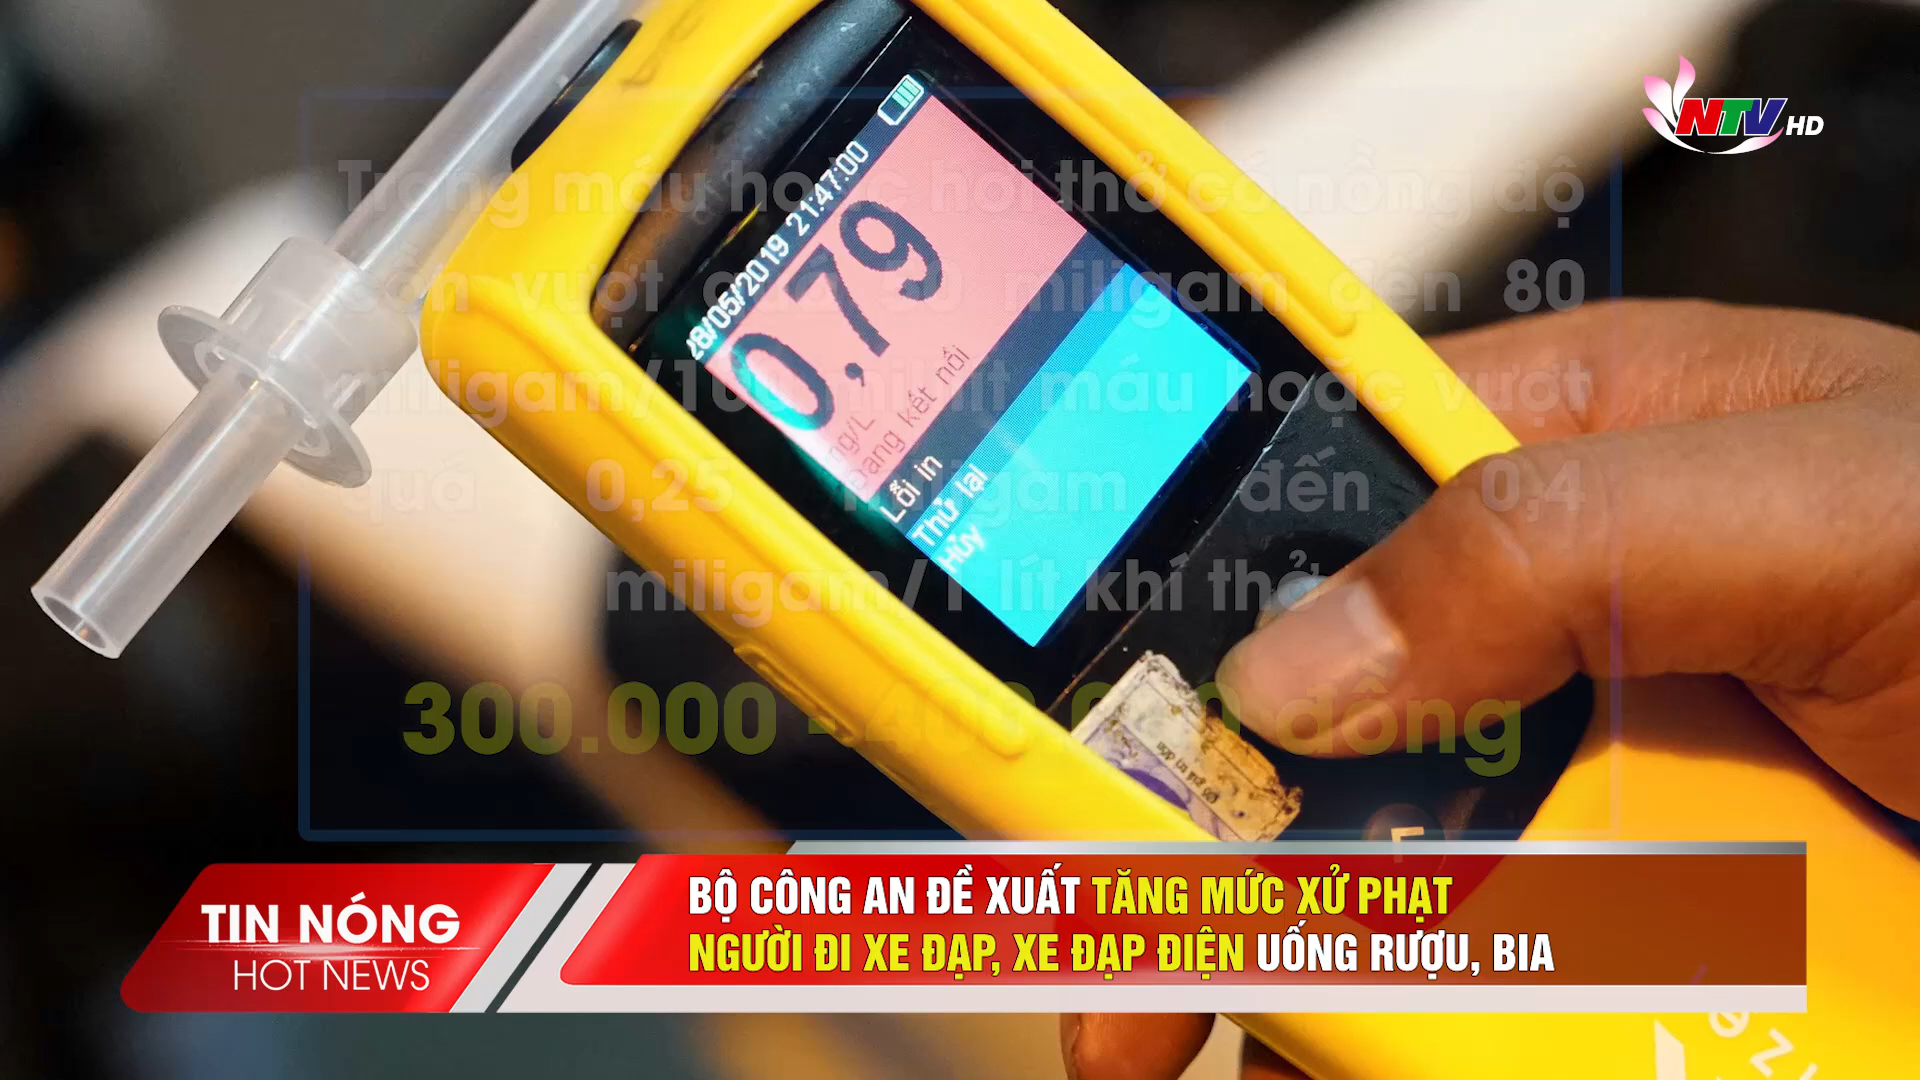 NTV HD
28/05/2019 21:47:00
0,79
mg/L
Đang kết nối
Lỗi in
Thử lại
Hủy
Trong máu hoặc hơi thở có nồng độ
cồn vượt quá 50 miligam đến 80
miligam/100 mililít máu hoặc vượt
quá 0,25 miligam đến 0,4
miligam/1 lít khí thở
300.000 - 400.000 đồng
F
TIN NÓNG
HOT NEWS
BỘ CÔNG AN ĐỀ XUẤT TĂNG MỨC XỬ PHẠT
NGƯỜI ĐI XE ĐẠP, XE ĐẠP ĐIỆN UỐNG RƯỢU, BIA